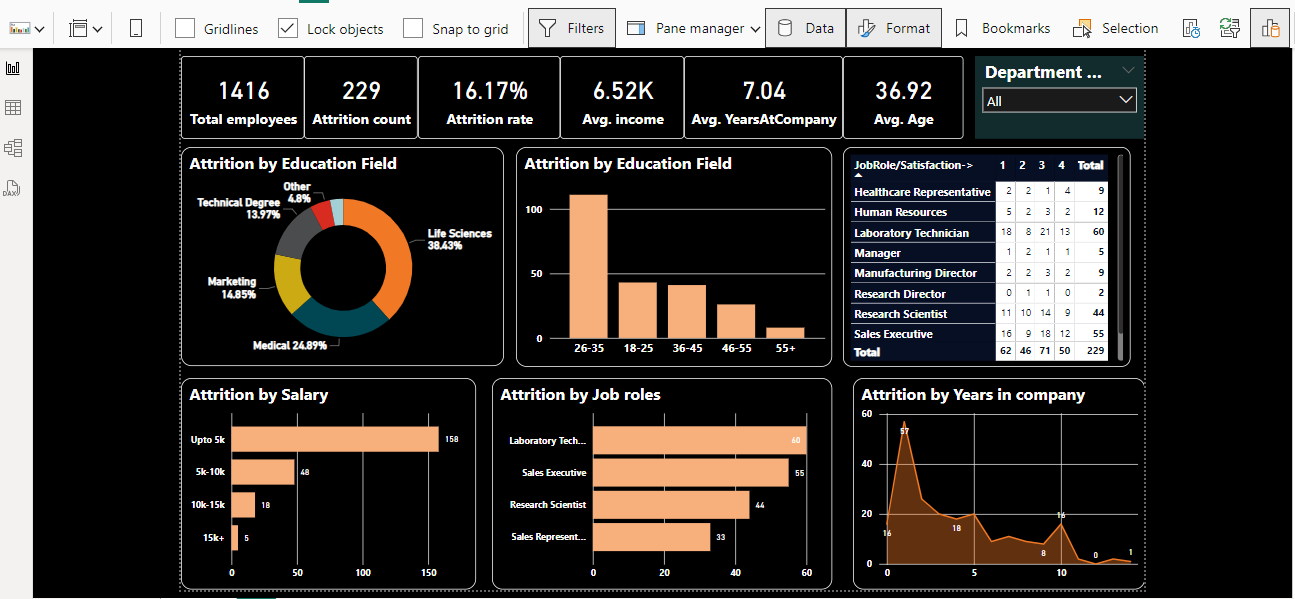 Gridlines Lock objects Snap to grid Filters Pane manager Data Format Bookmarks Selection
1416 229 16.17% 6.52K 7.04 36.92
Total employees Attrition count Attrition rate Avg. income Avg. YearsAtCompany Avg. Age
Department ...
All
DAX
Attrition by Education Field
Other
4.8%
Technical Degree
13.97%
Life Sciences
38.43%
Marketing
14.85%
Medical 24.89%
Attrition by Education Field
100
50
0
26-35 18-25 36-45 46-55 55+
JobRole/Satisfaction-> 1 2 3 4 Total
Healthcare Representative 2 2 1 4 9
Human Resources 5 2 3 2 12
Laboratory Technician 18 8 21 13 60
Manager 1 2 1 1 5
Manufacturing Director 2 2 3 2 9
Research Director 0 1 1 0 2
Research Scientist 11 10 14 9 44
Sales Executive 16 9 18 12 55
Total 62 46 71 50 229
Attrition by Salary
Upto 5k 158
5k-10k 48
10k-15k 18
15k+ 5
0 50 100 150
Attrition by Job roles
Laboratory Tech... 60
Sales Executive 55
Research Scientist 44
Sales Represent... 33
0 20 40 60
Attrition by Years in company
60
57
40
20
16
18
16
8
0
1
0
0 5 10